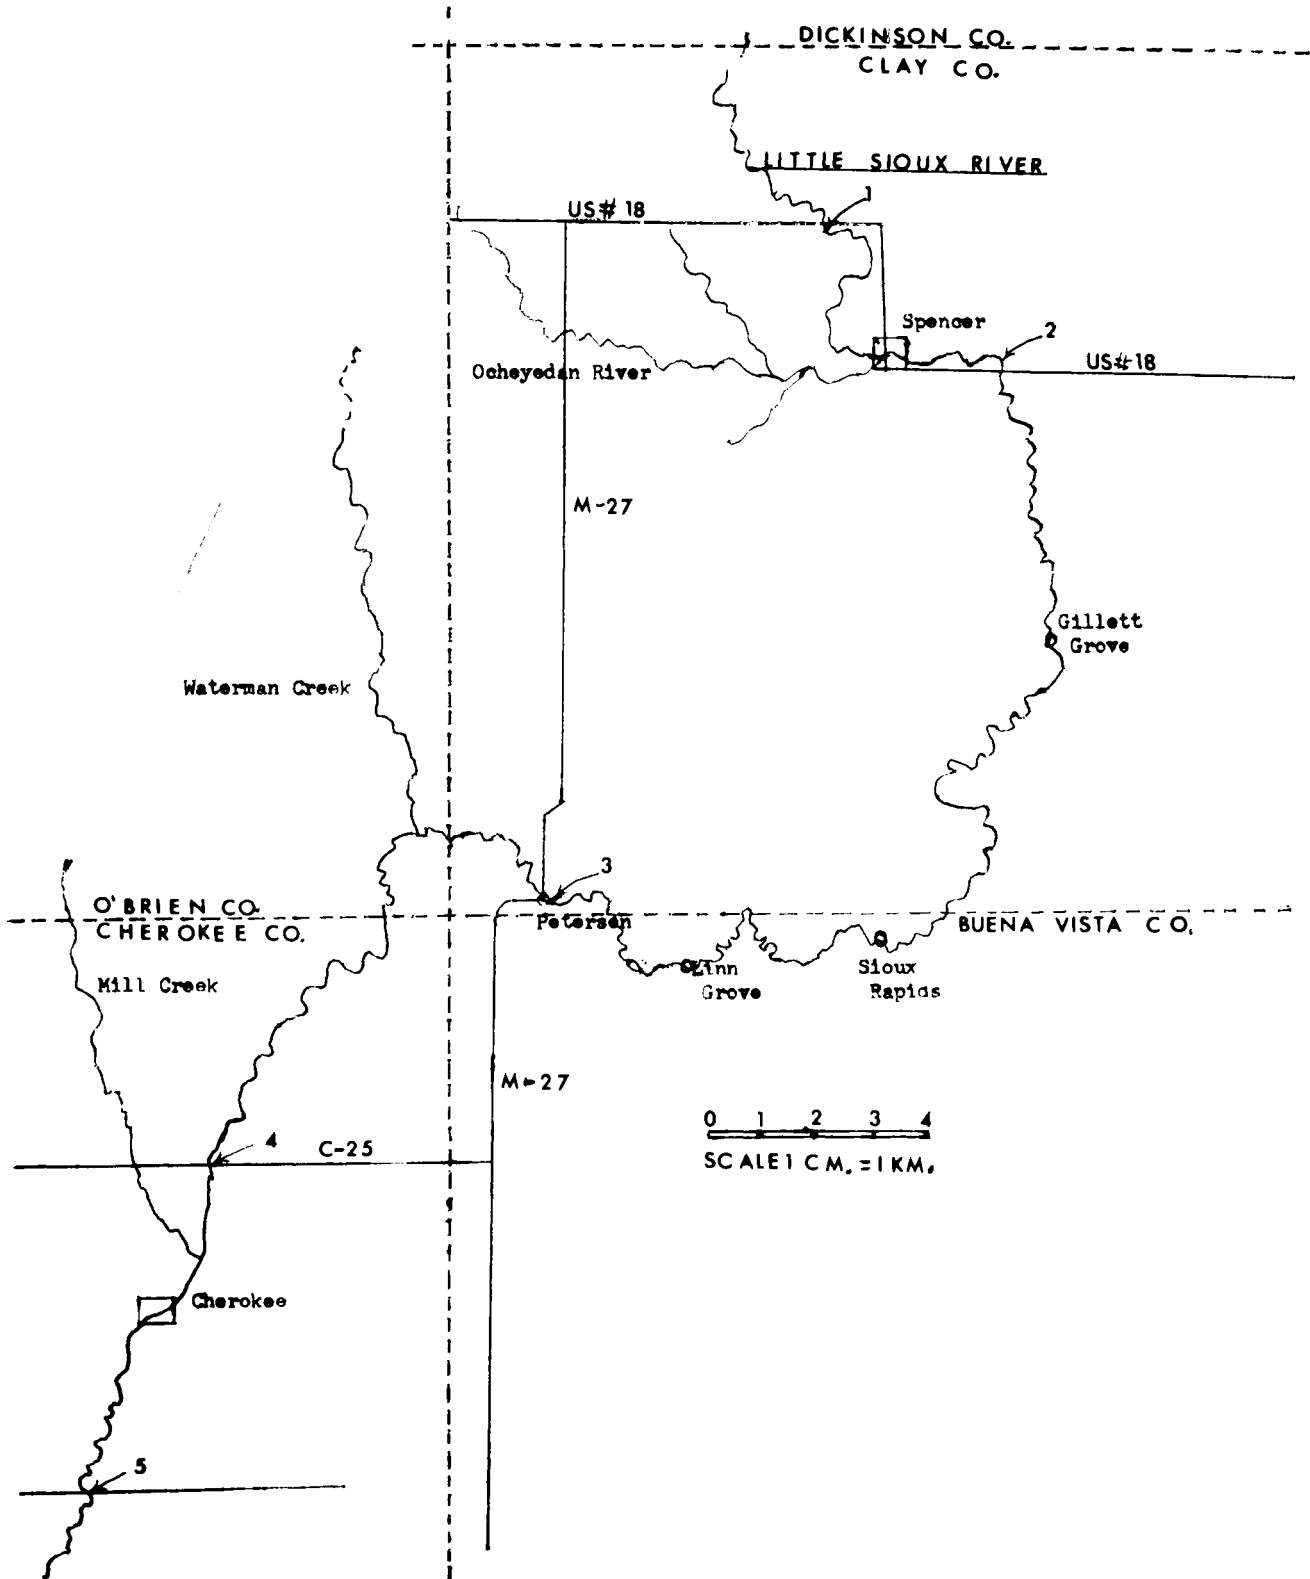 DICKINSON CO.
CLAY CO.
LITTLE SIOUX RIVER
1
US# 18
Spencer
2
US#18
Ocheyedan River
M-27
Gillett
Grove
Waterman Creek
3
O'BRIEN CO.
CHEROKEE CO.
Petersen
BUENA VISTA CO.
Mill Creek
Linn
Grove
Sioux
Rapids
M-27
0 1 2 3 4
SCALE 1 CM. = 1 KM.
4
C-25
Cherokee
5